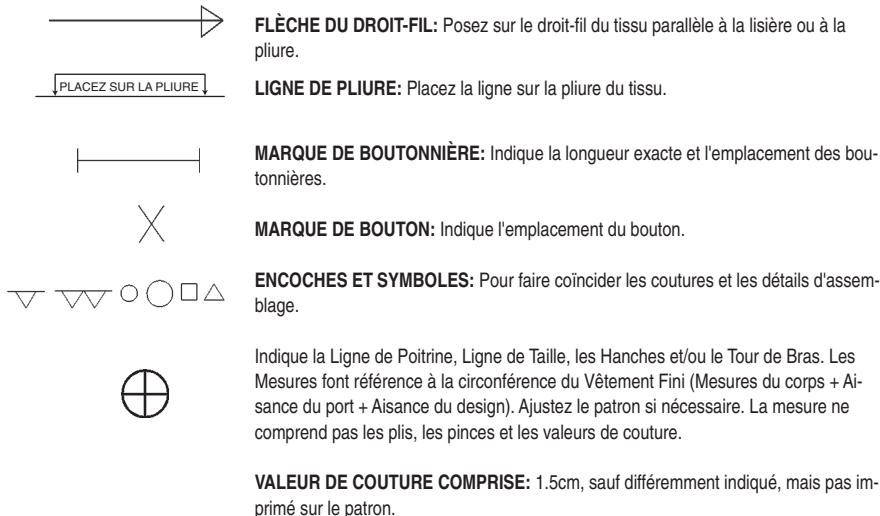 FLÈCHE DU DROIT-FIL: Posez sur le droit-fil du tissu parallèle à la lisière ou à la
pliure.
PLACEZ SUR LA PLIURE
LIGNE DE PLIURE: Placez la ligne sur la pliure du tissu.
MARQUE DE BOUTONNIÈRE: Indique la longueur exacte et l'emplacement des bou-
tonnières.
MARQUE DE BOUTON: Indique l'emplacement du bouton.
ENCOCHES ET SYMBOLES: Pour faire coïncider les coutures et les détails d'assem-
blage.
Indique la Ligne de Poitrine, Ligne de Taille, les Hanches et/ou le Tour de Bras. Les
Mesures font référence à la circonférence du Vêtement Fini (Mesures du corps + Ai-
sance du port + Aisance du design). Ajustez le patron si nécessaire. La mesure ne
comprend pas les plis, les pinces et les valeurs de couture.
VALEUR DE COUTURE COMPRISE: 1.5cm, sauf différemment indiqué, mais pas im-
primé sur le patron.